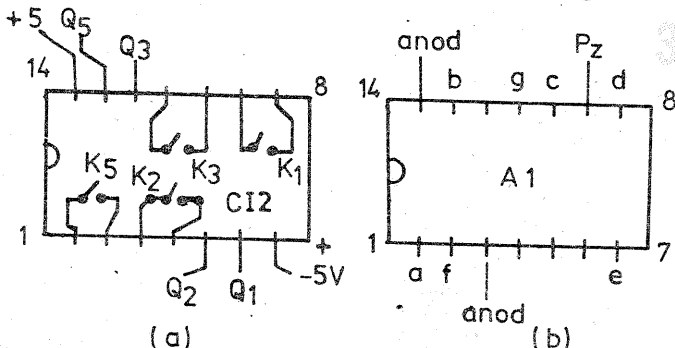 +5 Q5 Q3
14 8
K5 K2 K3 K1
CI2
1 +
Q2 Q1 -5V
(a)
anod Pz
14 b g c d 8
A1
1 a f e 7
anod
(b)